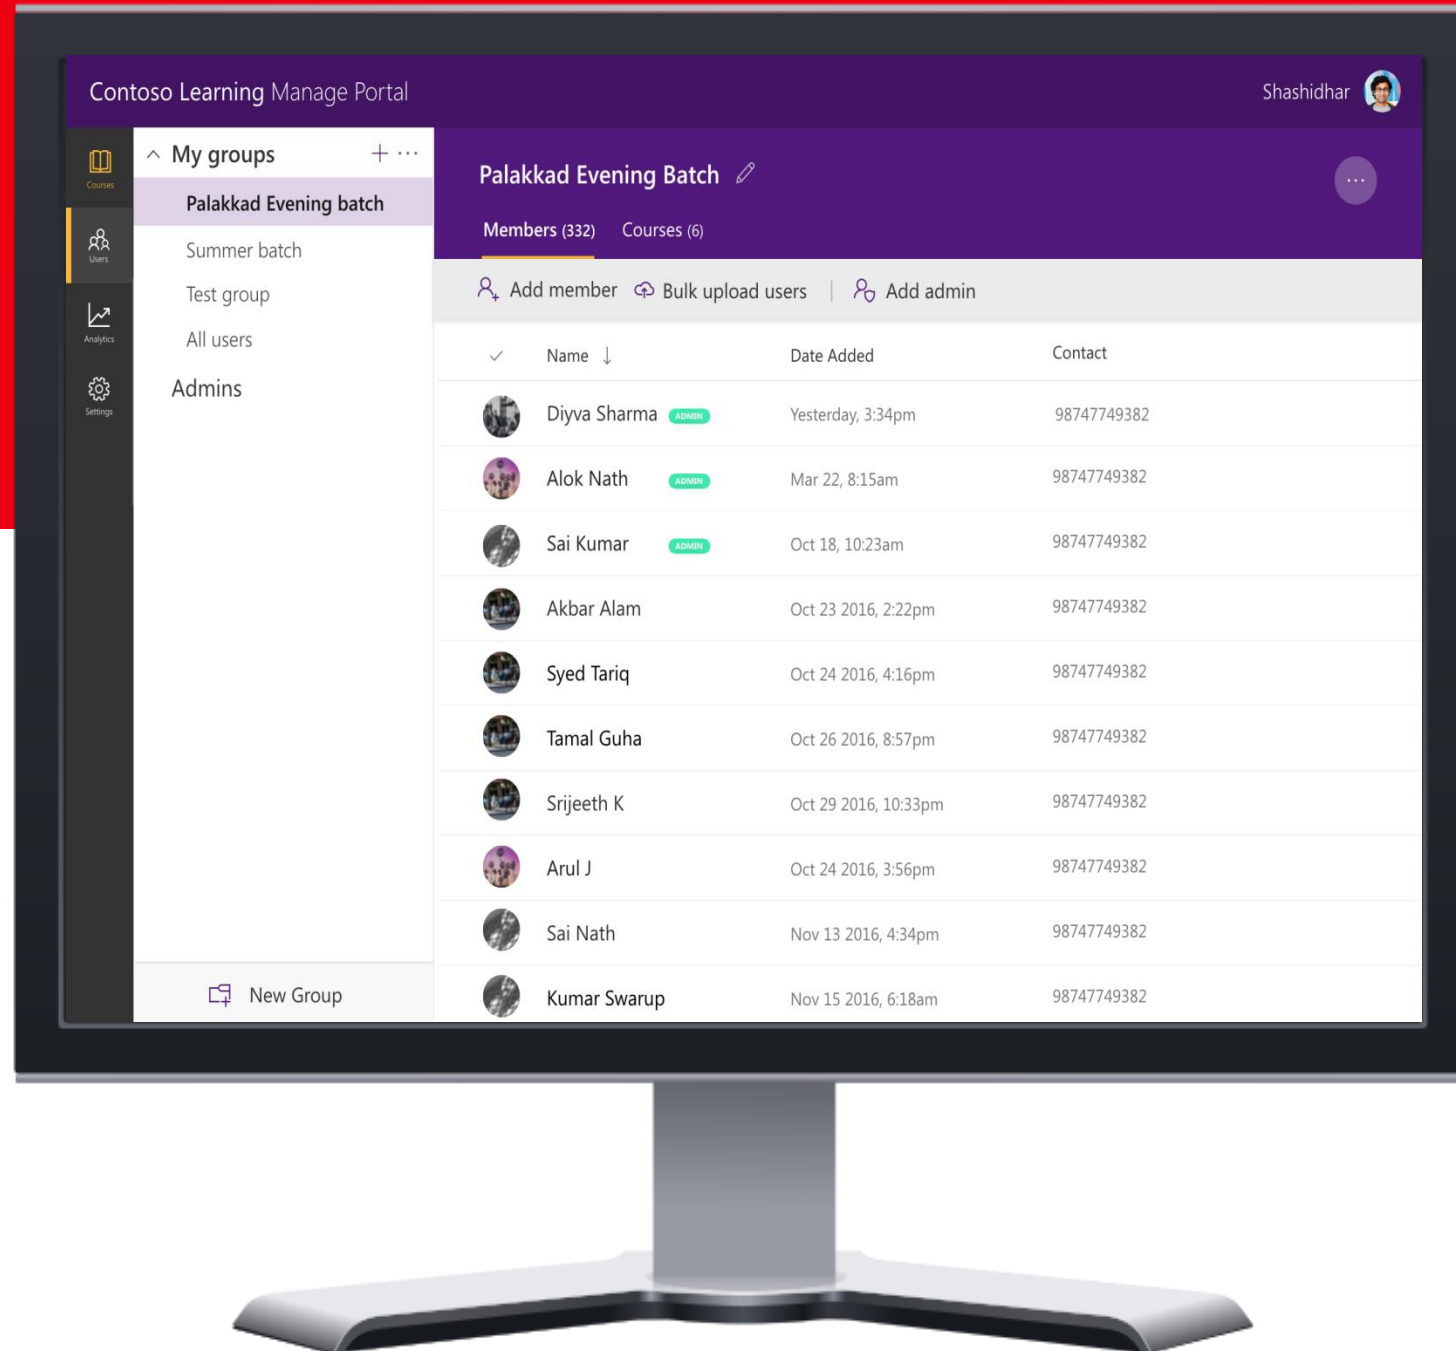 Contoso Learning Manage Portal
Shashidhar
Courses
Users
Analytics
Settings
My groups
Palakkad Evening batch
Summer batch
Test group
All users
Admins
New Group
Palakkad Evening Batch
Members (332) Courses (6)
Add member Bulk upload users Add admin
Name Date Added Contact
Diyva Sharma ADMIN Yesterday, 3:34pm 98747749382
Alok Nath ADMIN Mar 22, 8:15am 98747749382
Sai Kumar ADMIN Oct 18, 10:23am 98747749382
Akbar Alam Oct 23 2016, 2:22pm 98747749382
Syed Tariq Oct 24 2016, 4:16pm 98747749382
Tamal Guha Oct 26 2016, 8:57pm 98747749382
Srijeeth K Oct 29 2016, 10:33pm 98747749382
Arul J Oct 24 2016, 3:56pm 98747749382
Sai Nath Nov 13 2016, 4:34pm 98747749382
Kumar Swarup Nov 15 2016, 6:18am 98747749382